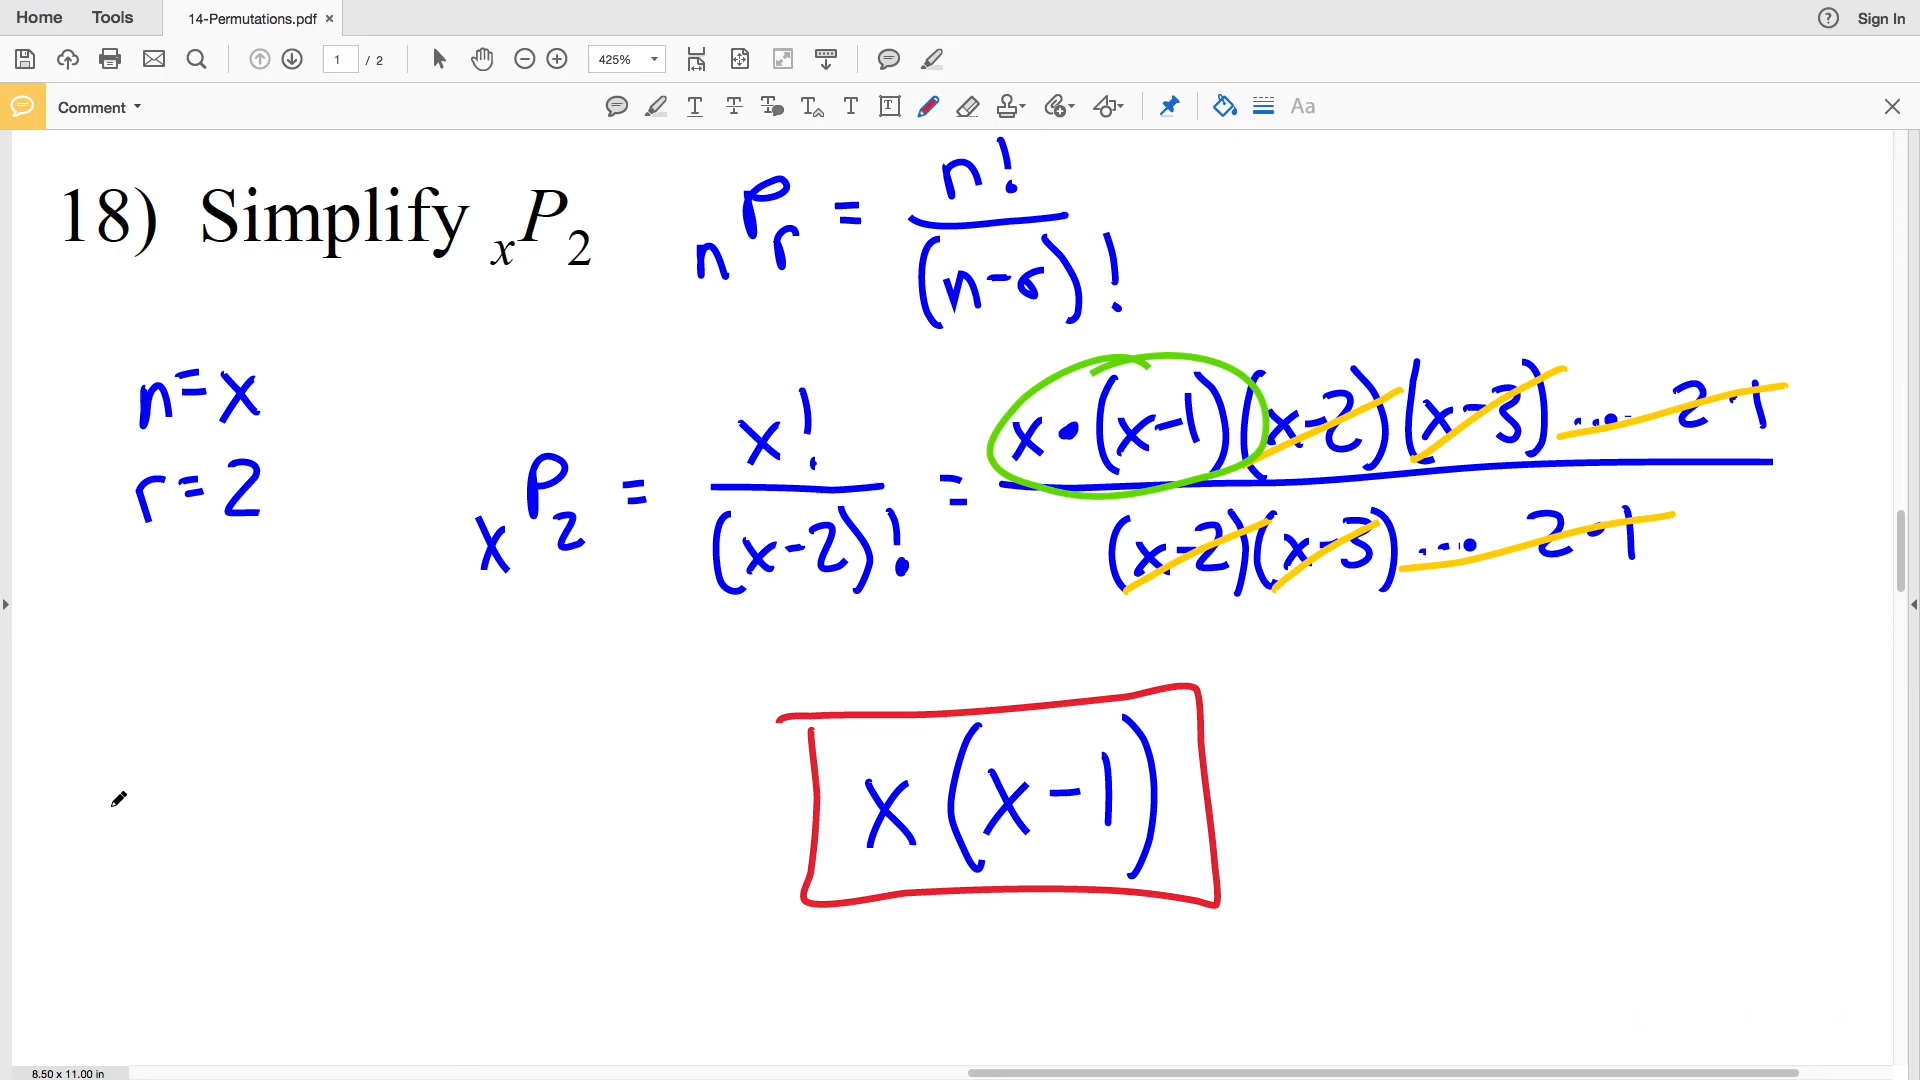 Home Tools 14-Permutations.pdf × ? Sign In
1 / 2 425%
Comment Aa
18) Simplify ₓP₂
nPr = n! / (n-r)!
n=x
r=2
xP2 = x! / (x-2)! = x•(x-1)(x-2)(x-3)....2·1 / (x-2)(x-3)....2·1
x(x-1)
8.50 x 11.00 in